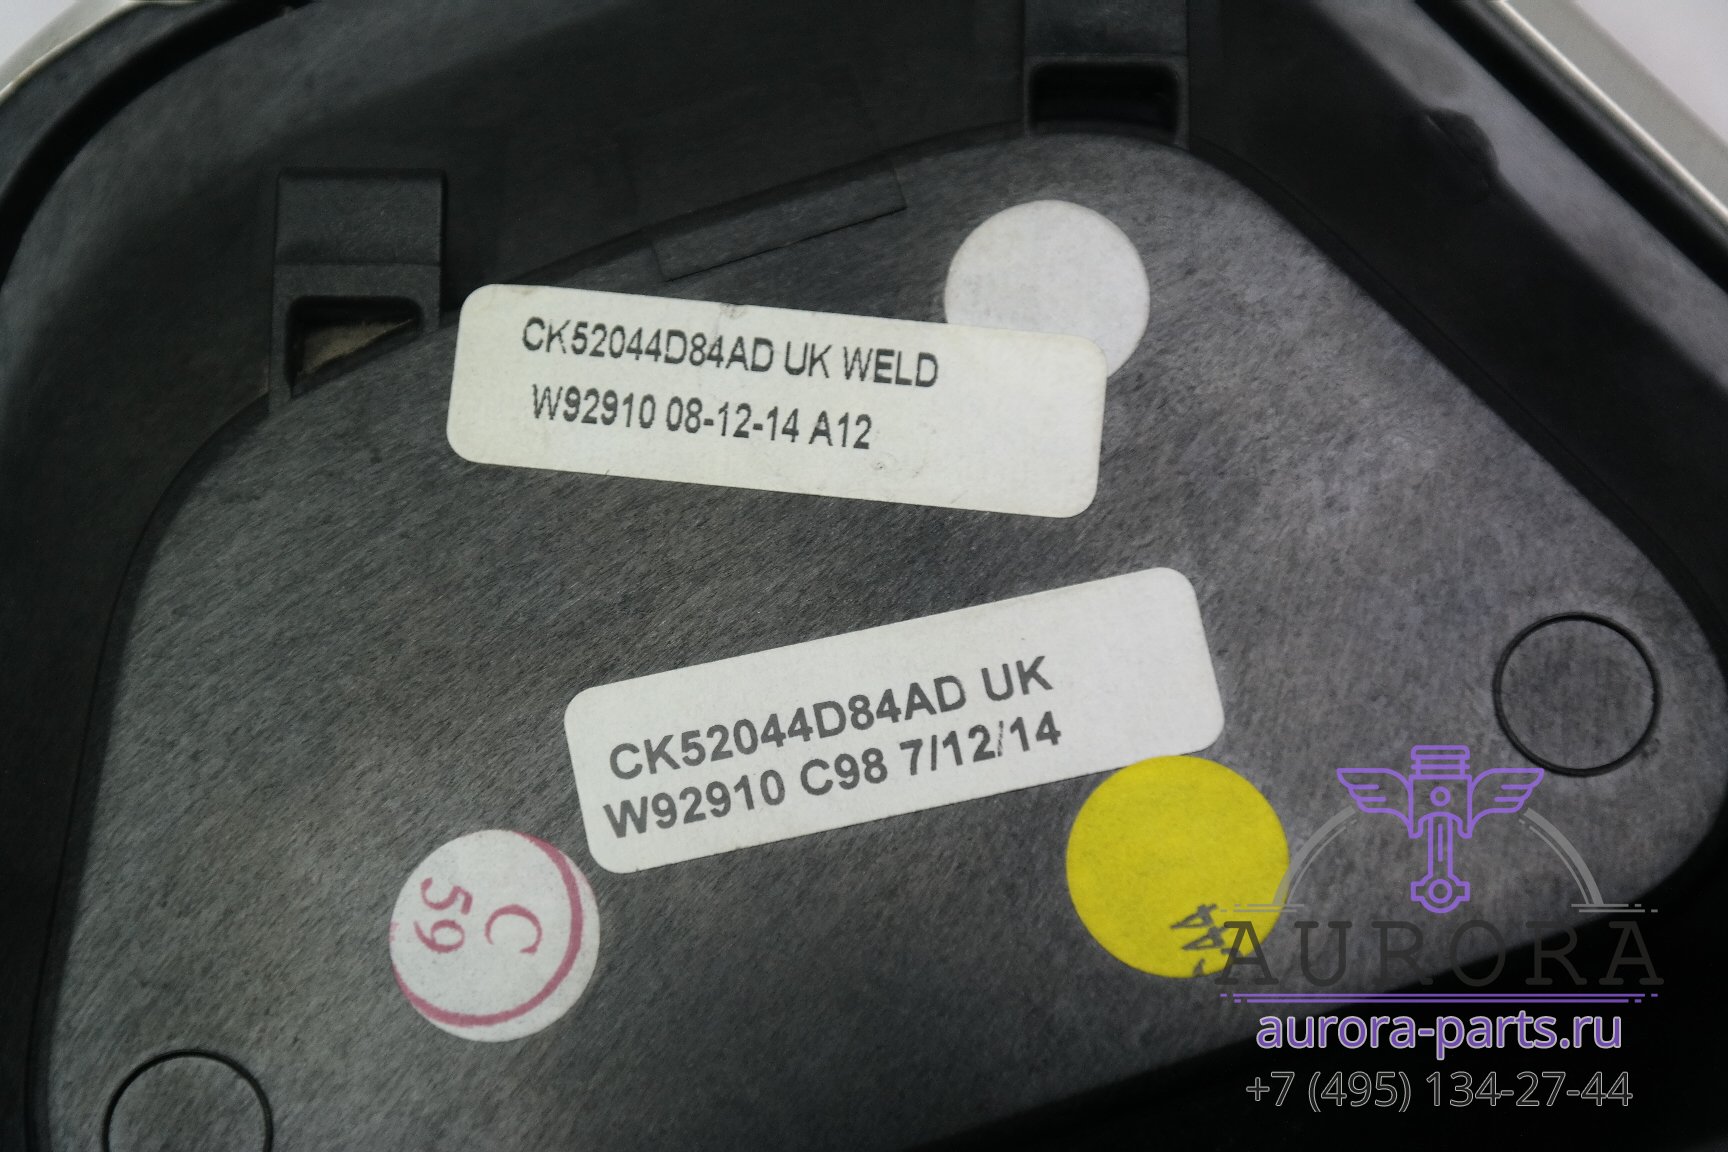 CK52044D84AD UK WELD
W92910 08-12-14 A12
CK52044D84AD UK
W92910 C98 7/12/14
C
59
AURORA
aurora-parts.ru
+7 (495) 134-27-44